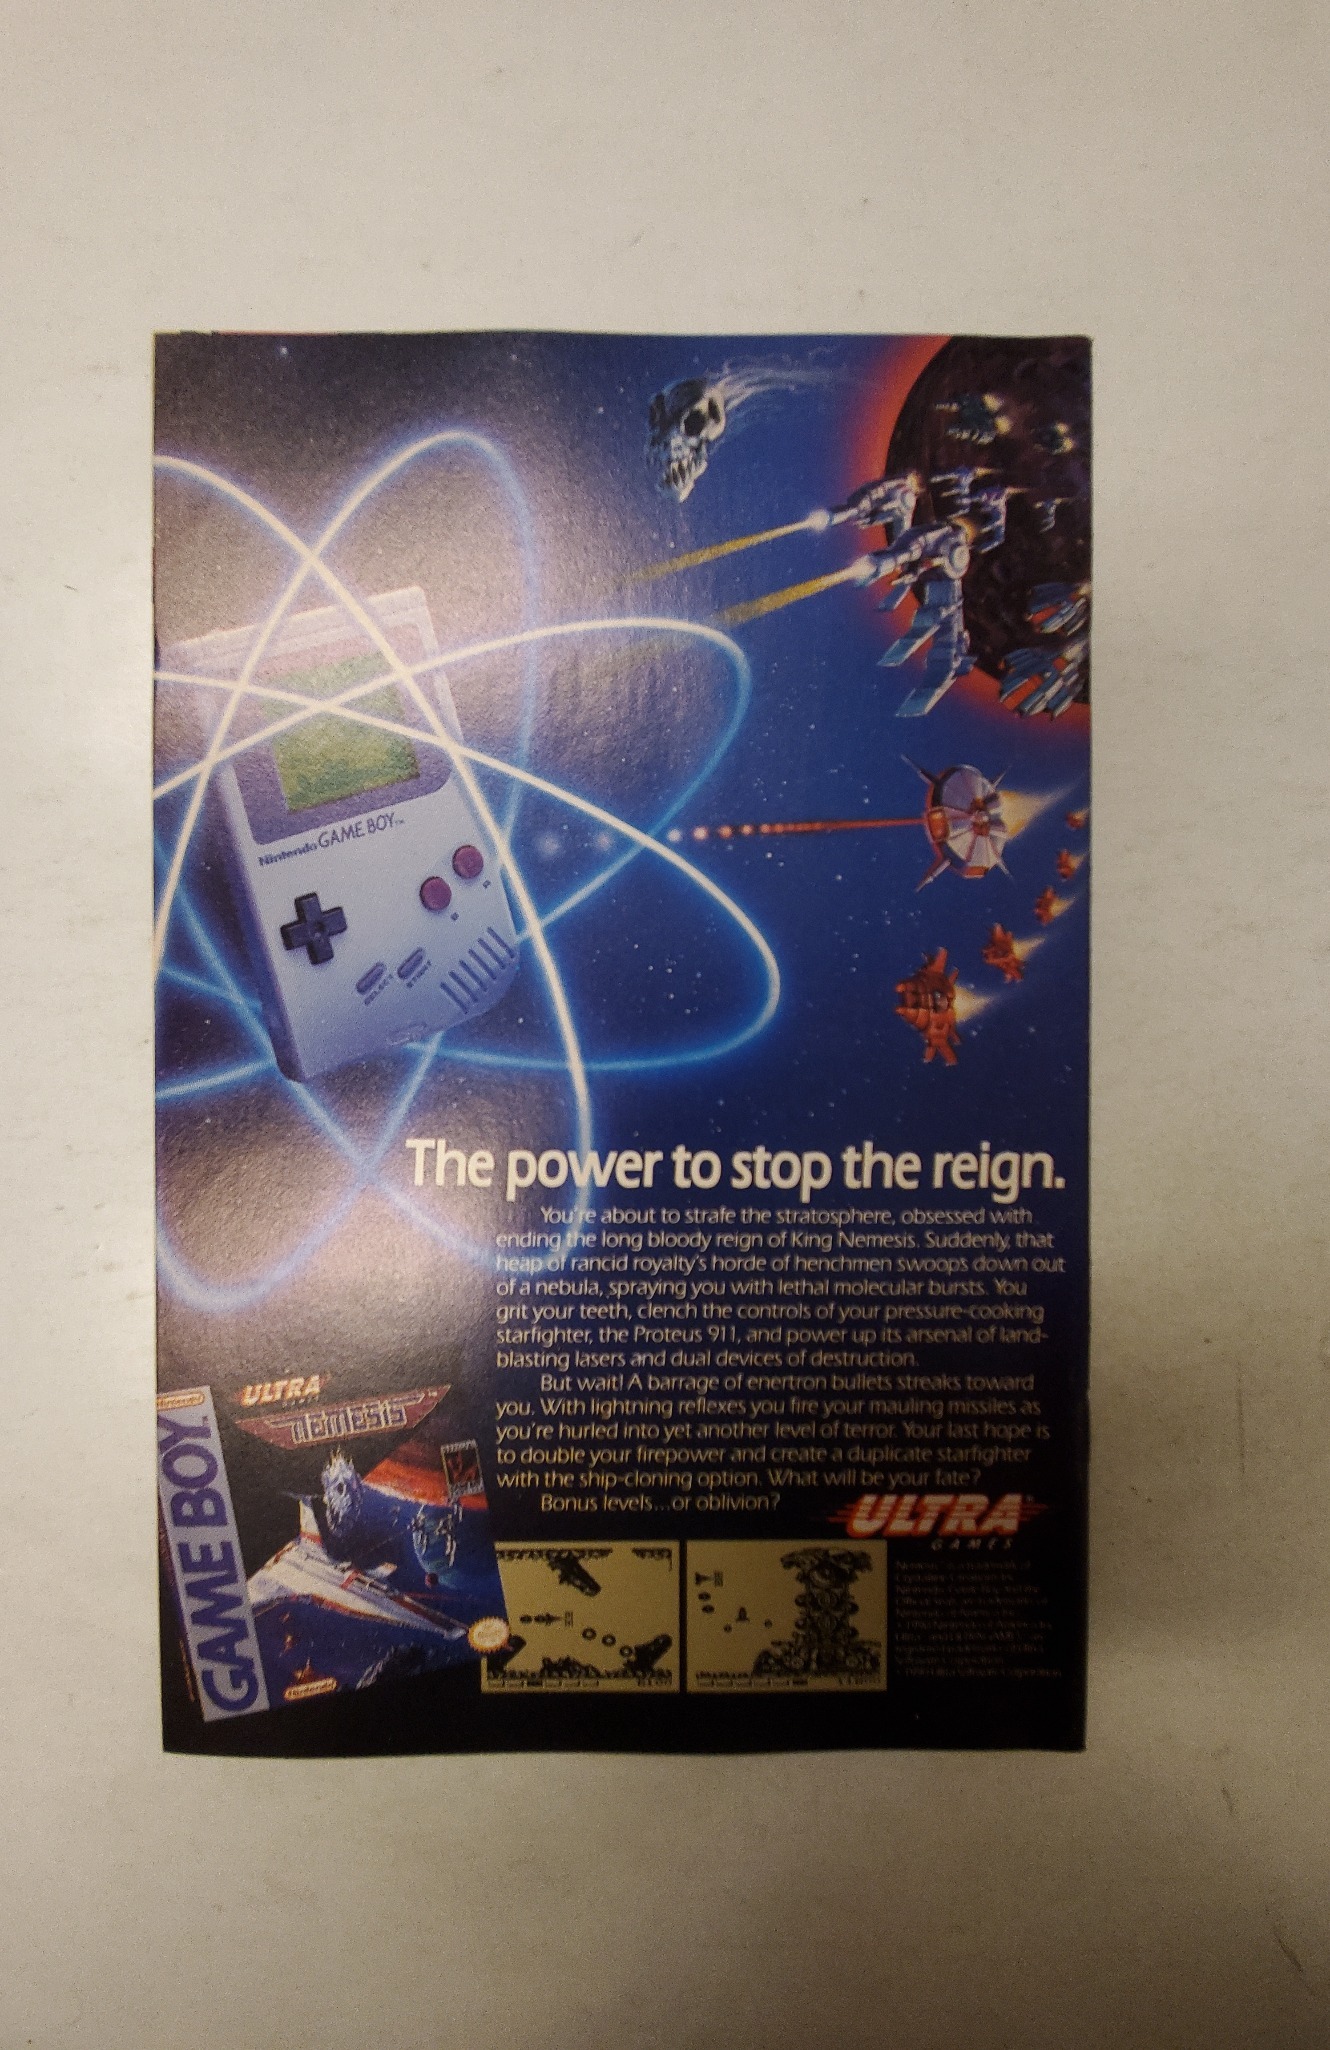 Nintendo GAME BOY™
SELECT START
The power to stop the reign.
You're about to strafe the stratosphere, obsessed with
ending the long bloody reign of King Nemesis. Suddenly, that
heap of rancid royalty's horde of henchmen swoops down out
of a nebula, spraying you with lethal molecular bursts. You
grit your teeth, clench the controls of your pressure-cooking
starfighter, the Proteus 911, and power up its arsenal of land-
blasting lasers and dual devices of destruction.
But wait! A barrage of enertron bullets streaks toward
you. With lightning reflexes you fire your mauling missiles as
you're hurled into yet another level of terror. Your last hope is
to double your firepower and create a duplicate starfighter
with the ship-cloning option. What will be your fate?
Bonus levels...or oblivion?
ULTRA
GAMES
Nintendo
GAME BOY™
ULTRA
NEMESIS
Nintendo